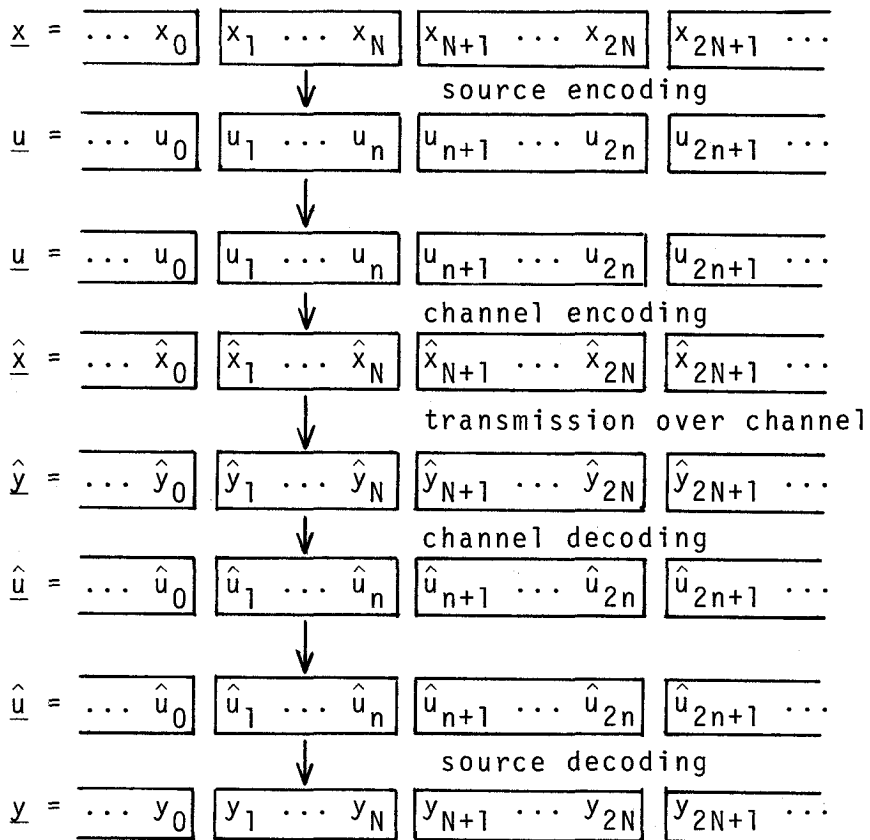 x = ... x0 x1 ... xN xN+1 ... x2N x2N+1 ...
source encoding
u = ... u0 u1 ... un un+1 ... u2n u2n+1 ...
u = ... u0 u1 ... un un+1 ... u2n u2n+1 ...
channel encoding
x̂ = ... x̂0 x̂1 ... x̂N x̂N+1 ... x̂2N x̂2N+1 ...
transmission over channel
ŷ = ... ŷ0 ŷ1 ... ŷN ŷN+1 ... ŷ2N ŷ2N+1 ...
channel decoding
û = ... û0 û1 ... ûn ûn+1 ... û2n û2n+1 ...
û = ... û0 û1 ... ûn ûn+1 ... û2n û2n+1 ...
source decoding
y = ... y0 y1 ... yN yN+1 ... y2N y2N+1 ...